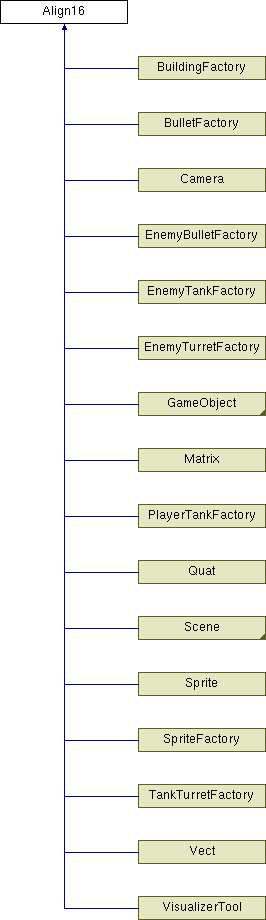 Align16
BuildingFactory
BulletFactory
Camera
EnemyBulletFactory
EnemyTankFactory
EnemyTurretFactory
GameObject
Matrix
PlayerTankFactory
Quat
Scene
Sprite
SpriteFactory
TankTurretFactory
Vect
VisualizerTool